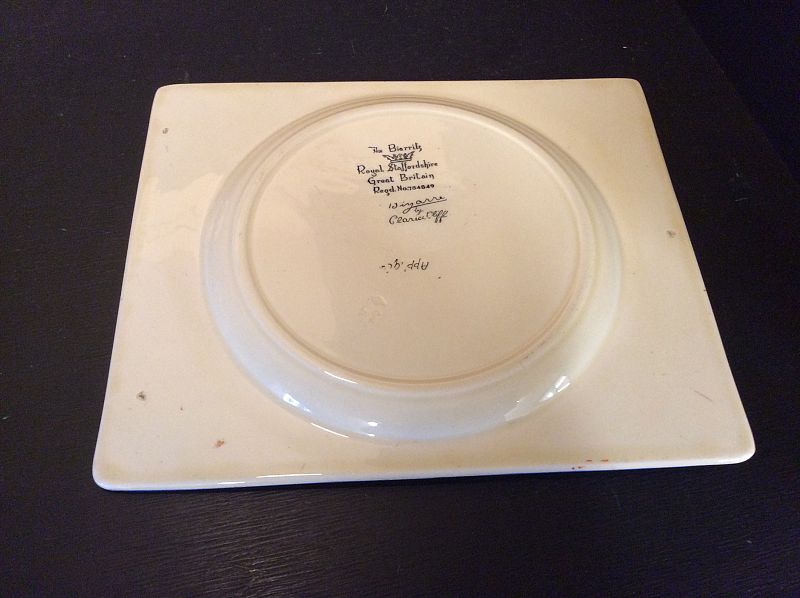 The Biarritz
Royal Staffordshire
Great Britain
Regd. No. 784849
Bizarre
by
Clarice Cliff